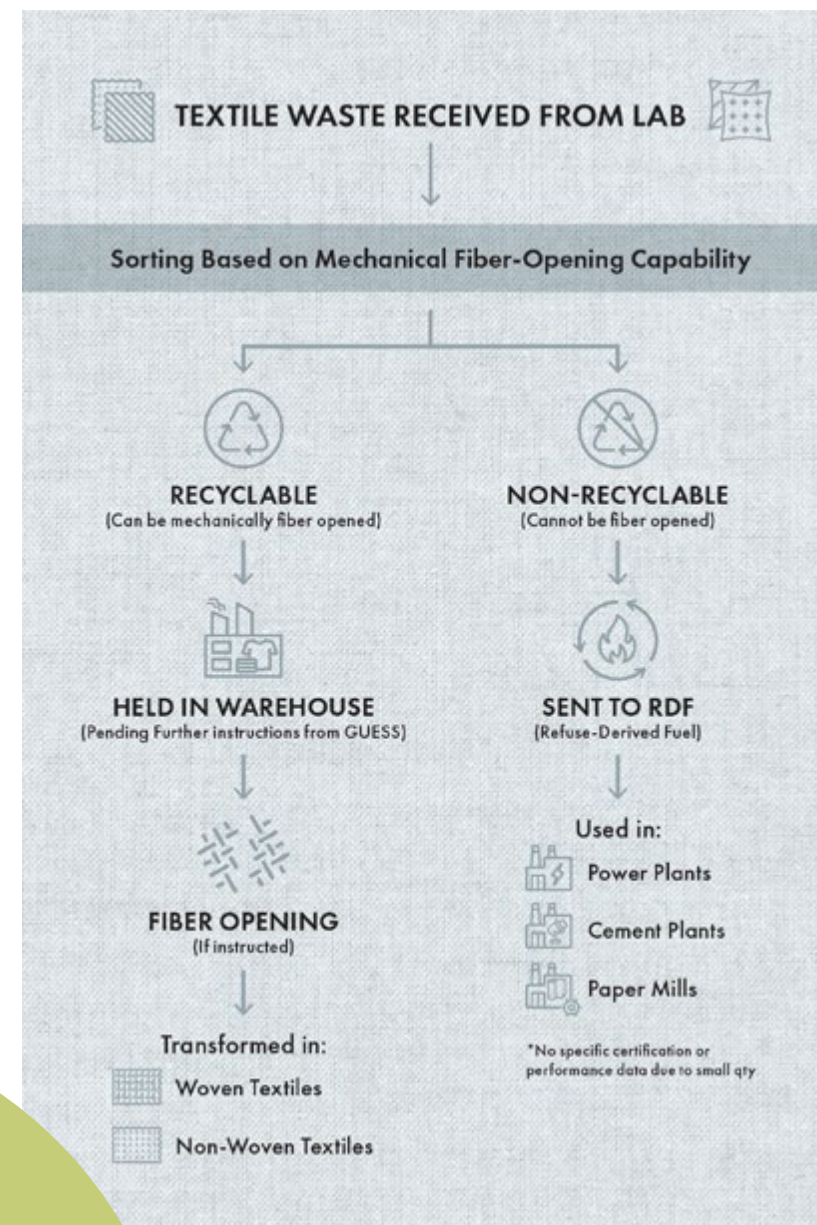 TEXTILE WASTE RECEIVED FROM LAB
Sorting Based on Mechanical Fiber-Opening Capability
RECYCLABLE
(Can be mechanically fiber opened)
HELD IN WAREHOUSE
(Pending Further instructions from GUESS)
FIBER OPENING
(If instructed)
Transformed in:
Woven Textiles
Non-Woven Textiles
NON-RECYCLABLE
(Cannot be fiber opened)
SENT TO RDF
(Refuse-Derived Fuel)
Used in:
Power Plants
Cement Plants
Paper Mills
*No specific certification or
performance data due to small qty